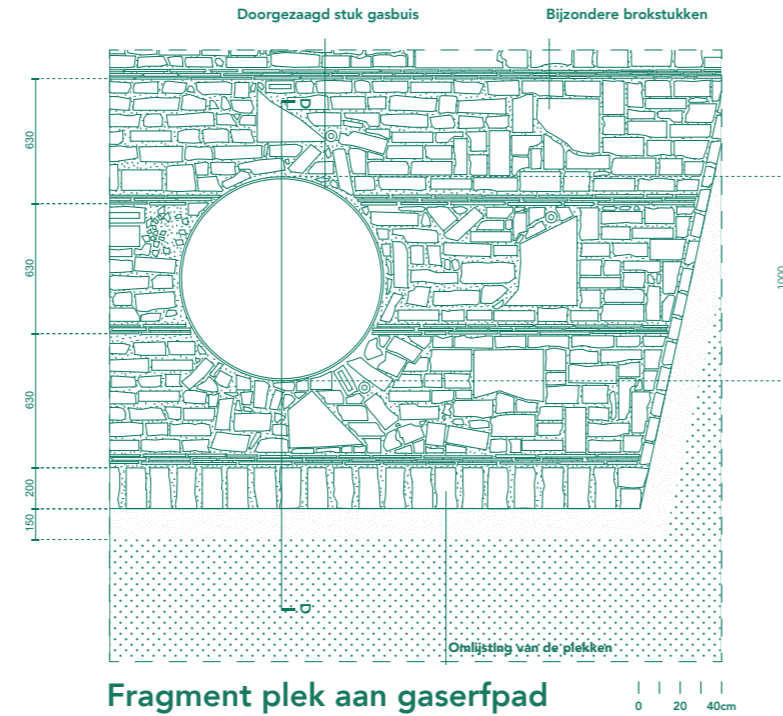 Doorgezaagd stuk gasbuis
Bijzondere brokstukken
D
630
630
1000
630
200
150
D
Omlijsting van de plekken
Fragment plek aan gaserfpad
0 20 40cm